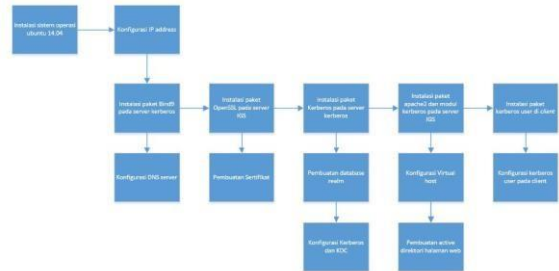 Instalasi sistem operasi
ubuntu 14.04
Konfigurasi IP address
Instalasi paket Bind9
pada server kerberos
Instalasi paket
OpenSSL pada server
IGS
Instalasi paket
Kerberos pada server
kerberos
Instalasi paket
apache2 dan modul
kerberos pada server
IGS
Instalasi paket
kerberos user di client
Konfigurasi DNS server
Pembuatan Sertifikat
Pembuatan database
realm
Konfigurasi Virtual
host
Konfigurasi kerberos
user pada client
Konfigurasi Kerberos
dan KDC
Pembuatan active
direktori halaman web